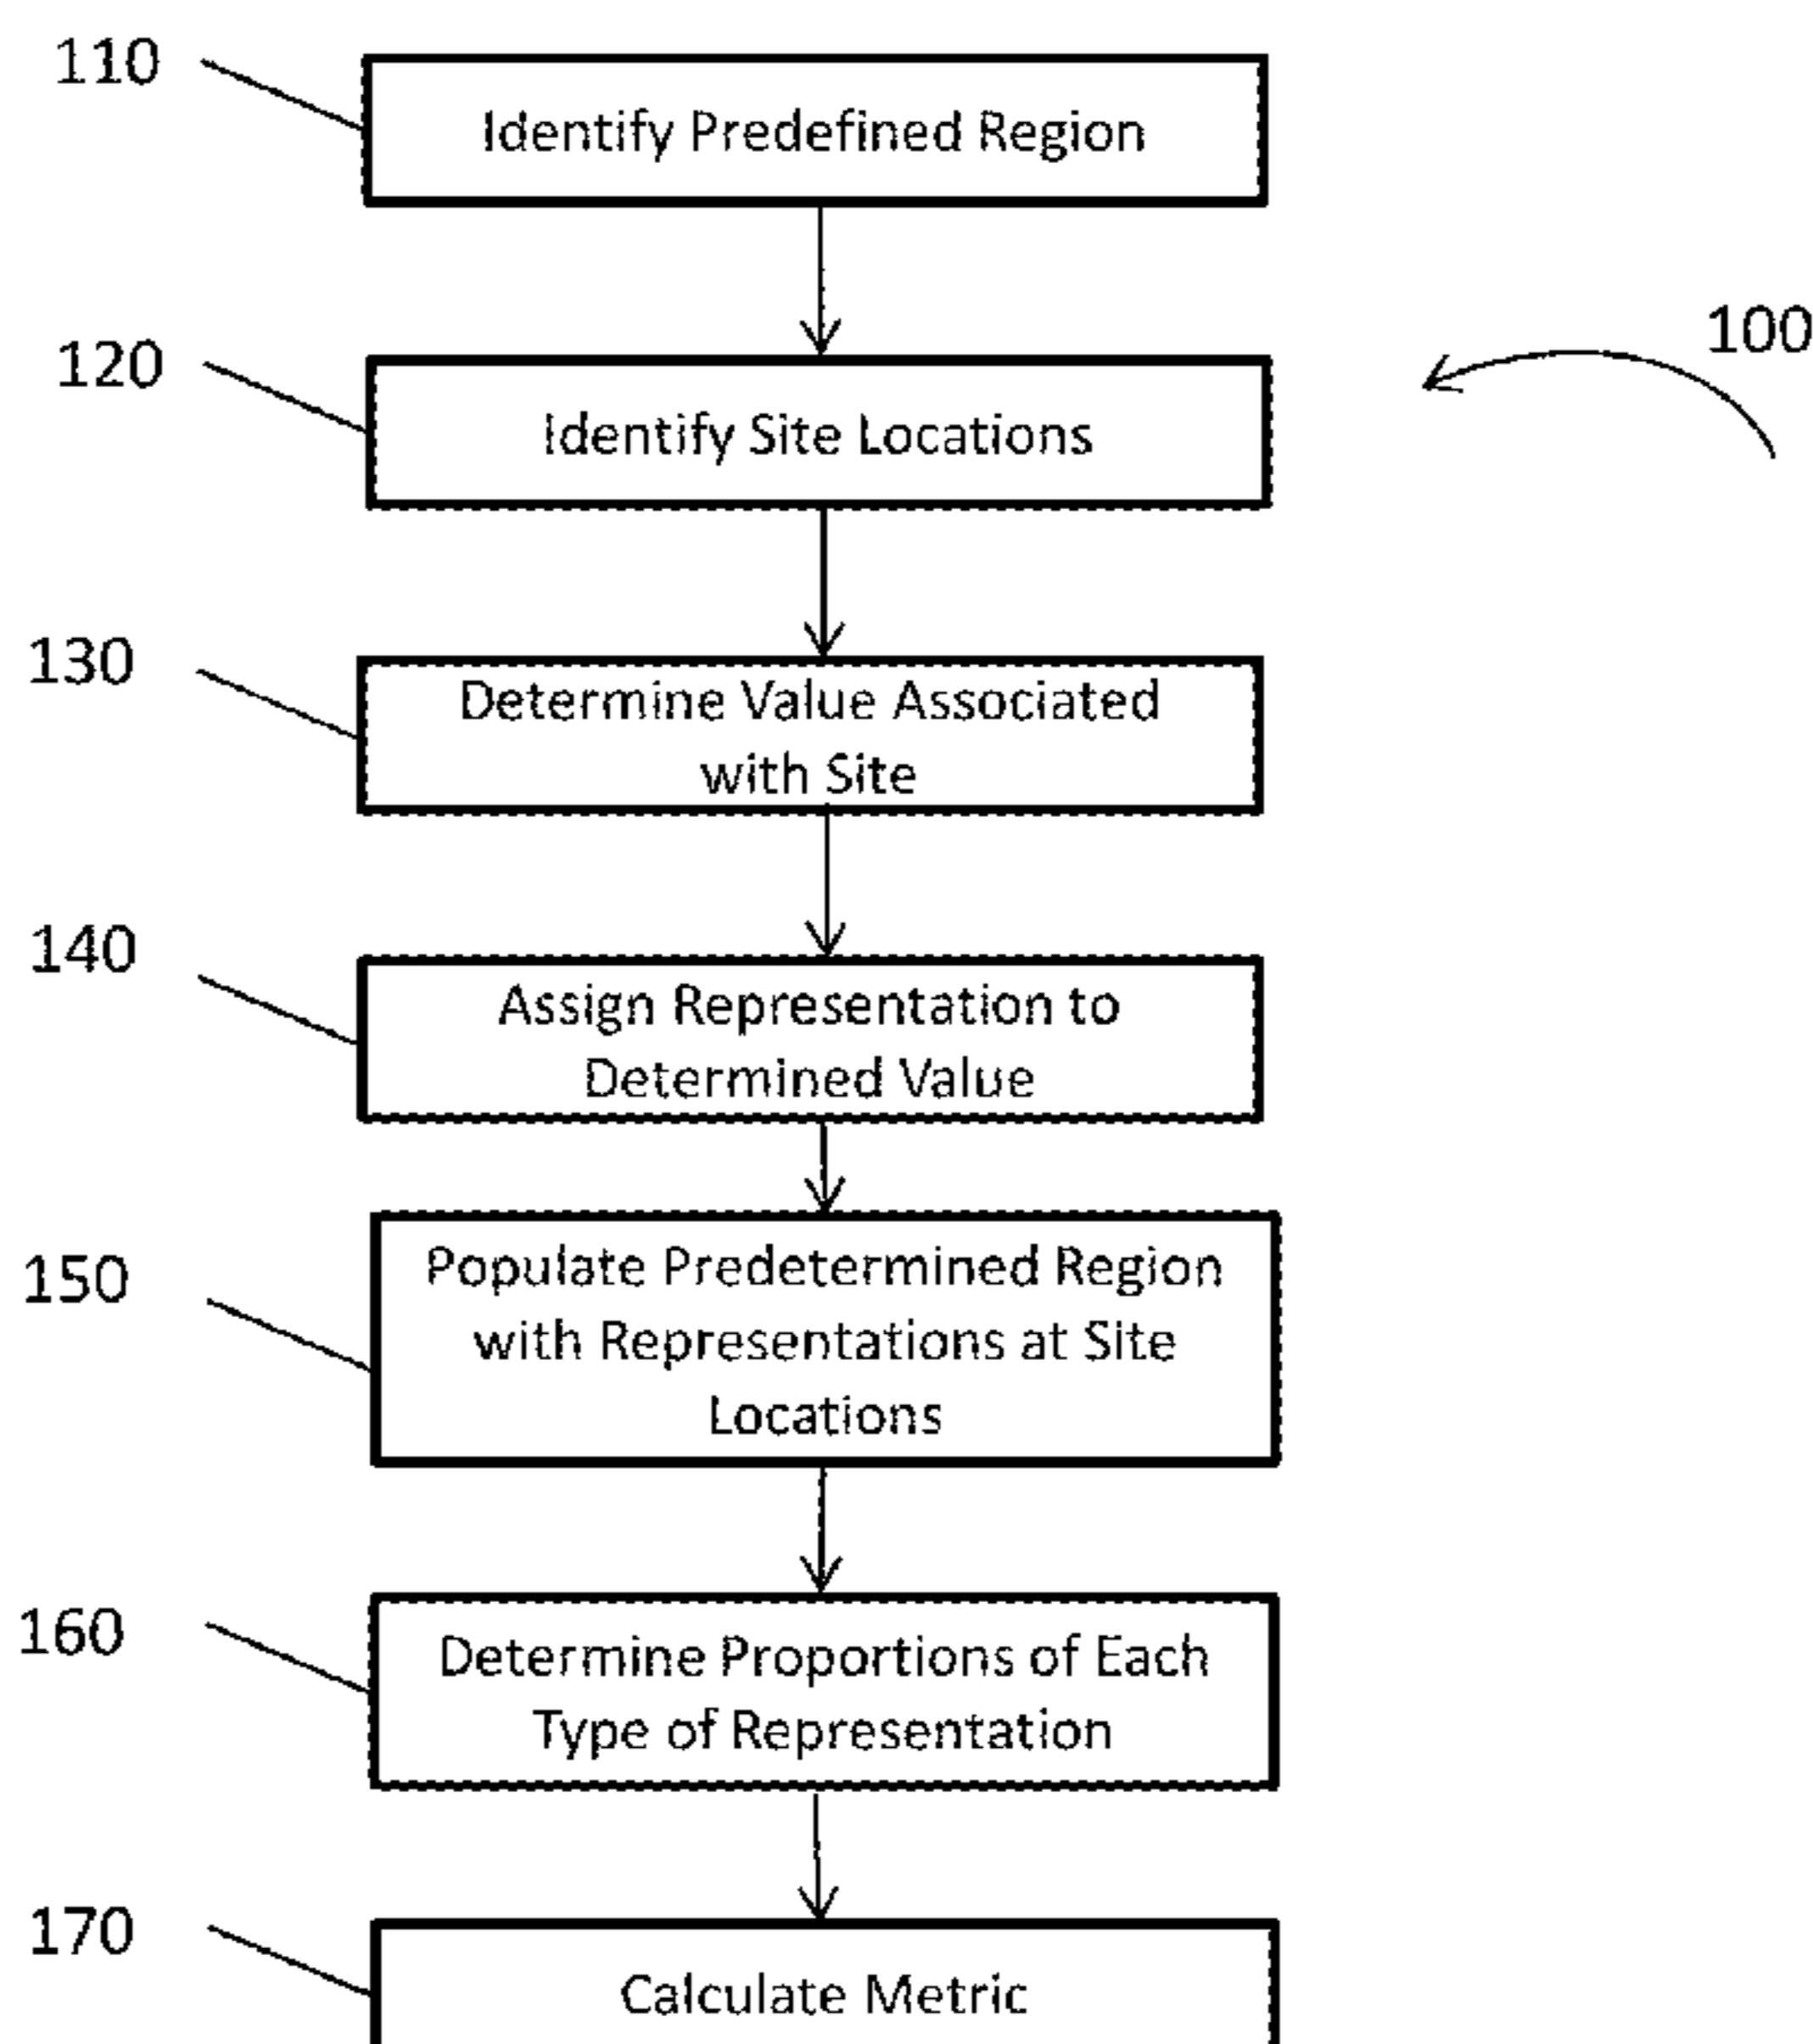 110
Identify Predefined Region
100
120
Identify Site Locations
130
Determine Value Associated
with Site
140
Assign Representation to
Determined Value
150
Populate Predetermined Region
with Representations at Site
Locations
160
Determine Proportions of Each
Type of Representation
170
Calculate Metric